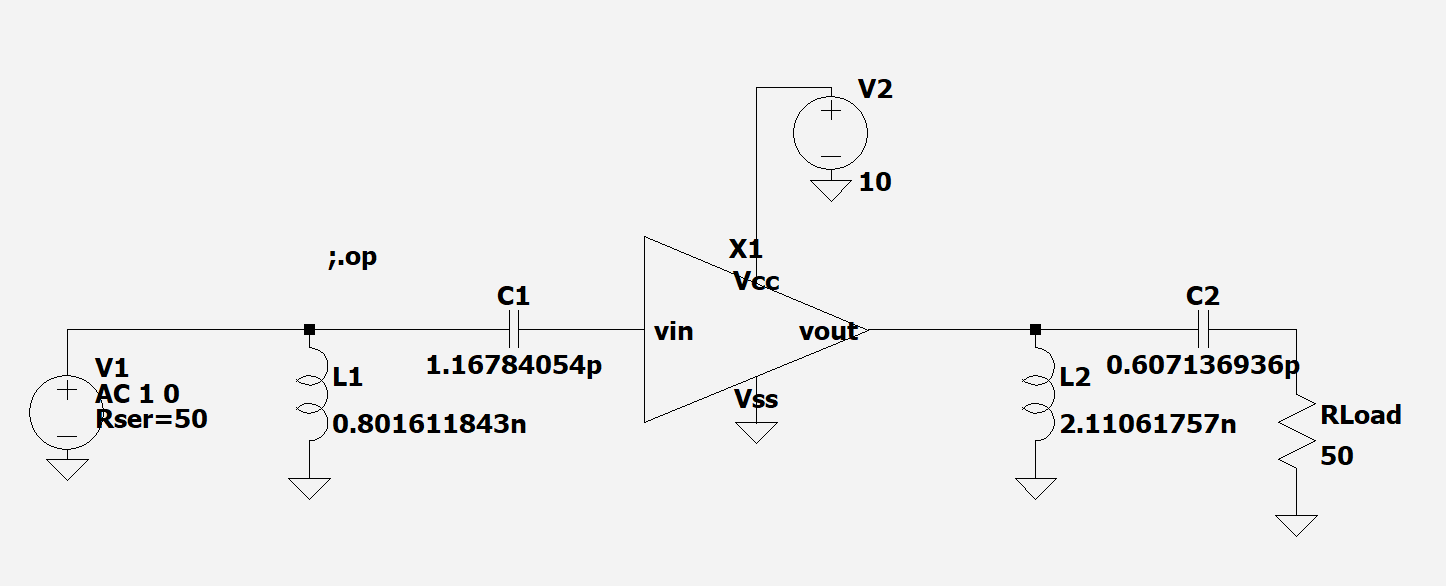 V2
10
;.op
X1
Vcc
C1
C2
vin
vout
1.16784054p
0.607136936p
V1
AC 1 0
Rser=50
L1
0.801611843n
Vss
L2
2.11061757n
RLoad
50